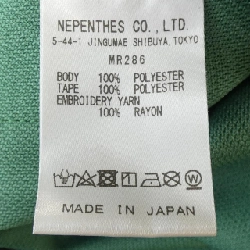 NEPENTHES CO., LTD.
5-44-1 JINGUMAE SHIBUYA, TOKYO
MR286
BODY 100% POLYESTER
TAPE 100% POLYESTER
EMBROIDERY YARN
100% RAYON
MADE IN JAPAN